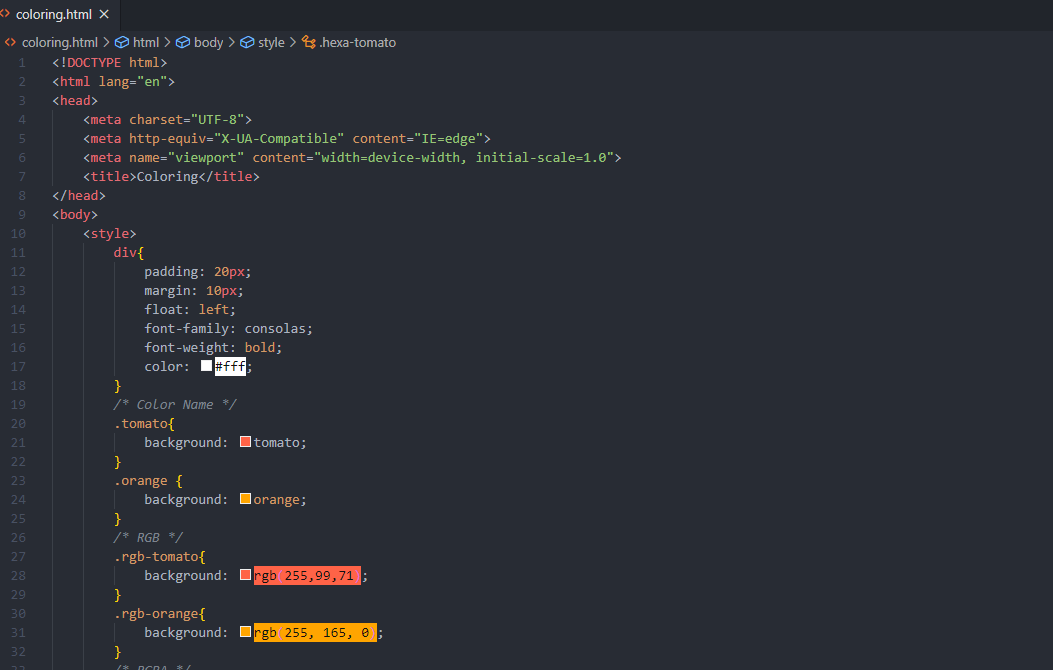 coloring.html
coloring.html > html > body > style > .hexa-tomato
1 <!DOCTYPE html>
2 <html lang="en">
3 <head>
4 <meta charset="UTF-8">
5 <meta http-equiv="X-UA-Compatible" content="IE=edge">
6 <meta name="viewport" content="width=device-width, initial-scale=1.0">
7 <title>Coloring</title>
8 </head>
9 <body>
10 <style>
11 div{
12 padding: 20px;
13 margin: 10px;
14 float: left;
15 font-family: consolas;
16 font-weight: bold;
17 color: #fff;
18 }
19 /* Color Name */
20 .tomato{
21 background: tomato;
22 }
23 .orange {
24 background: orange;
25 }
26 /* RGB */
27 .rgb-tomato{
28 background: rgb(255,99,71);
29 }
30 .rgb-orange{
31 background: rgb(255, 165, 0);
32 }
33 /* RGBA */